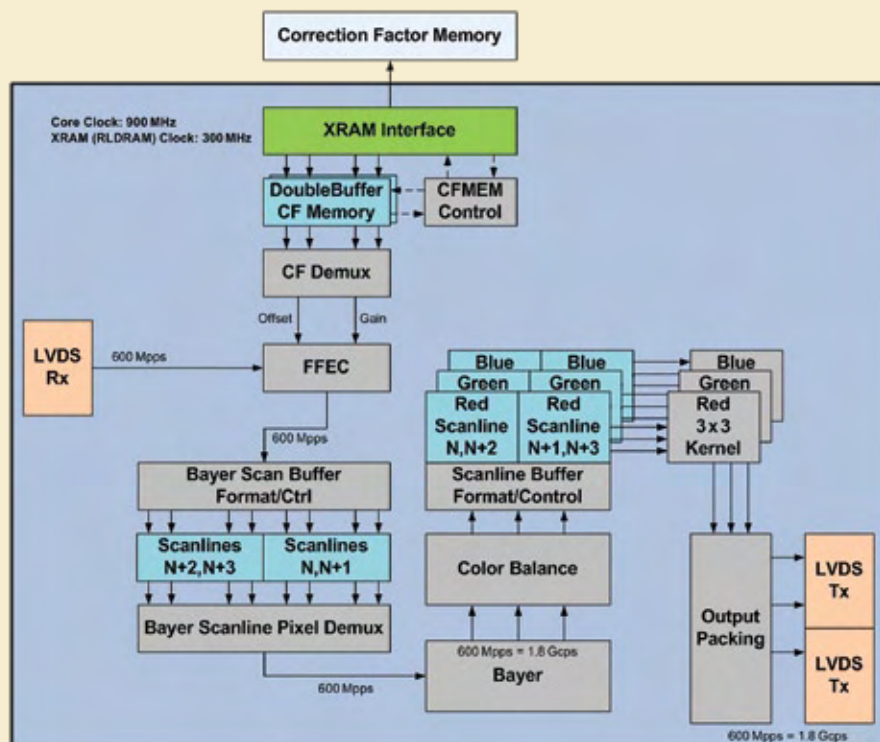 Correction Factor Memory
Core Clock: 900 MHz
XRAM (RLDRAM) Clock: 300 MHz
XRAM Interface
DoubleBuffer
CF Memory
CFMEM
Control
CF Demux
Offset
Gain
LVDS
Rx
600 Mpps
FFEC
600 Mpps
Bayer Scan Buffer
Format/Ctrl
Scanlines
N+2,N+3
Scanlines
N,N+1
Bayer Scanline Pixel Demux
600 Mpps
Blue
Blue
Green
Green
Red
Scanline
N,N+2
Red
Scanline
N+1,N+3
Scanline Buffer
Format/Control
Color Balance
600 Mpps = 1.8 Gcps
Bayer
Blue
Green
Red
3 x 3
Kernel
Output
Packing
LVDS
Tx
LVDS
Tx
600 Mpps = 1.8 Gcps